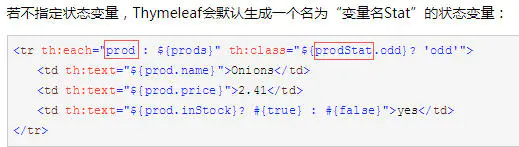 若不指定状态变量，Thymeleaf会默认生成一个名为“变量名Stat”的状态变量：
<tr th:each="prod : ${prods}" th:class="${prodStat.odd}? 'odd'">
    <td th:text="${prod.name}">Onions</td>
    <td th:text="${prod.price}">2.41</td>
    <td th:text="${prod.inStock}? #{true} : #{false}">yes</td>
</tr>